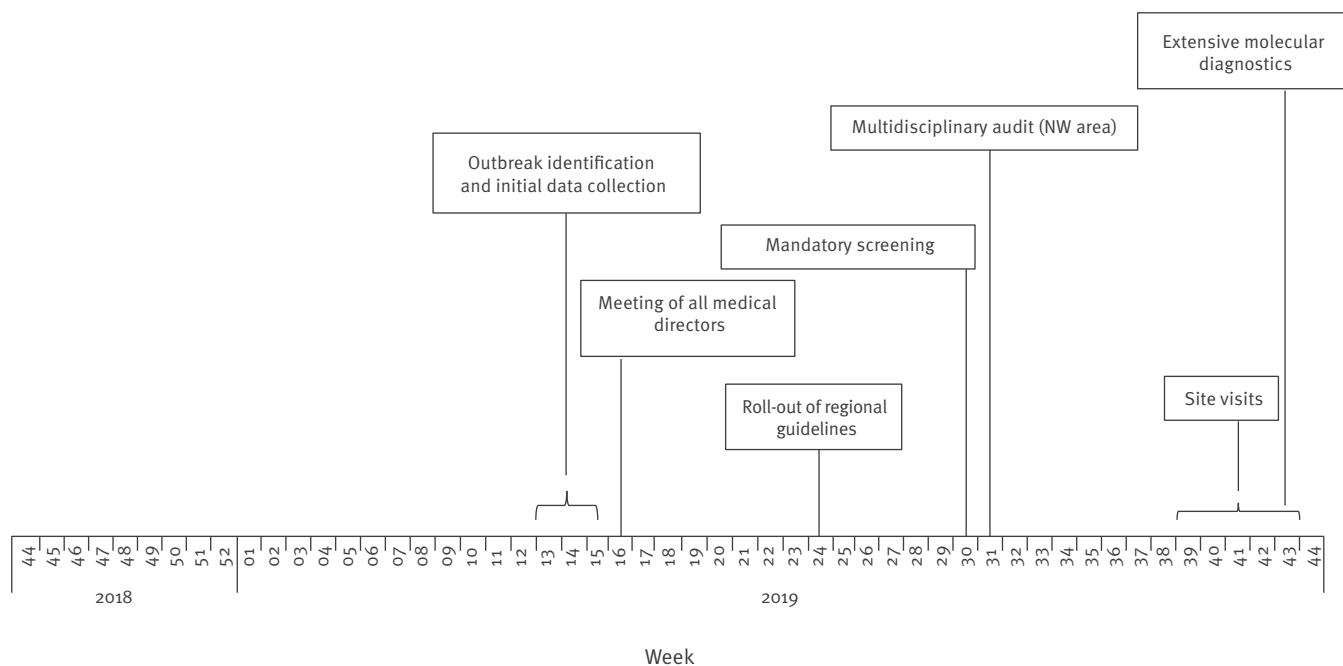 Extensive molecular
diagnostics
Multidisciplinary audit (NW area)
Outbreak identification
and initial data collection
Mandatory screening
Meeting of all medical
directors
Site visits
Roll-out of regional
guidelines
44 45 46 47 48 49 50 51 52 01 02 03 04 05 06 07 08 09 10 11 12 13 14 15 16 17 18 19 20 21 22 23 24 25 26 27 28 29 30 31 32 33 34 35 36 37 38 39 40 41 42 43 44
2018 2019
Week